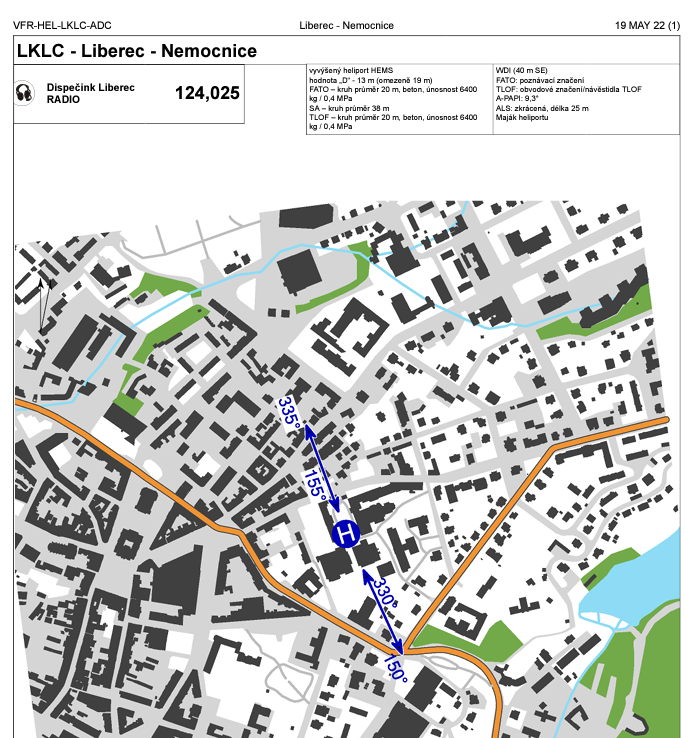 VFR-HEL-LKLC-ADC
Liberec - Nemocnice
19 MAY 22 (1)
LKLC - Liberec - Nemocnice
Dispečink Liberec
RADIO
124,025
vyvýšený heliport HEMS
hodnota „D“ - 13 m (omezeně 19 m)
FATO – kruh průměr 20 m, beton, únosnost 6400
kg / 0,4 MPa
SA – kruh průměr 38 m
TLOF – kruh průměr 20 m, beton, únosnost 6400
kg / 0,4 MPa
WDI (40 m SE)
FATO: poznávací značení
TLOF: obvodové značení/návěstidla TLOF
A-PAPI: 9,3°
ALS: zkrácená, délka 25 m
Maják heliportu
335°
155°
H
330°
150°